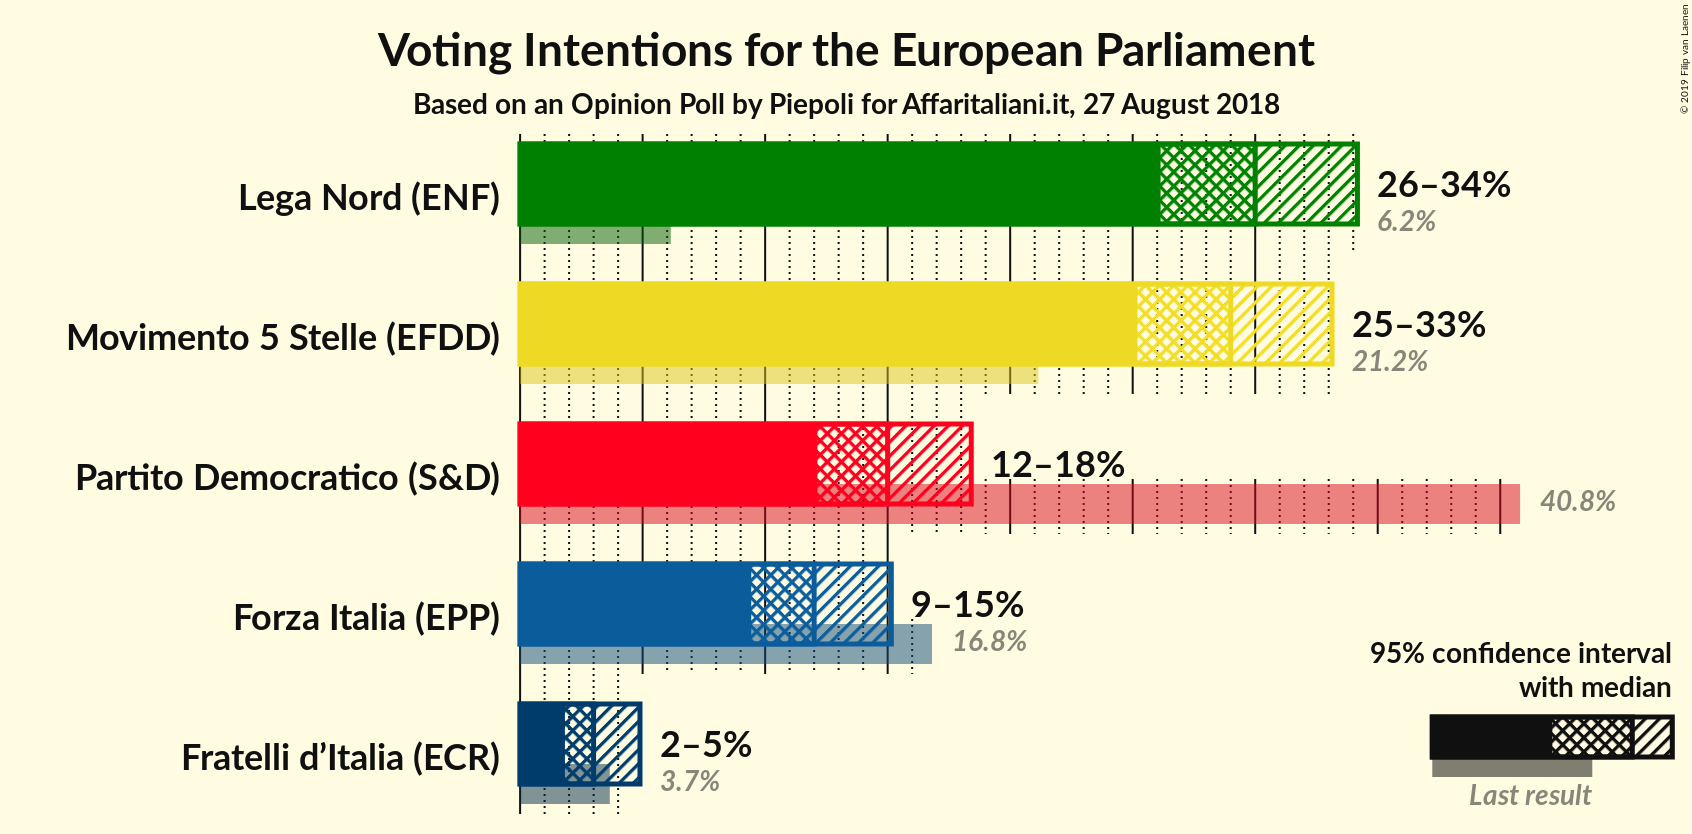 Voting Intentions for the European Parliament
Based on an Opinion Poll by Piepoli for Affaritaliani.it, 27 August 2018
© 2019 Filip van Laenen
Lega Nord (ENF)
26–34%
6.2%
Movimento 5 Stelle (EFDD)
25–33%
21.2%
Partito Democratico (S&D)
12–18%
40.8%
Forza Italia (EPP)
9–15%
16.8%
Fratelli d’Italia (ECR)
2–5%
3.7%
95% confidence interval
with median
Last result